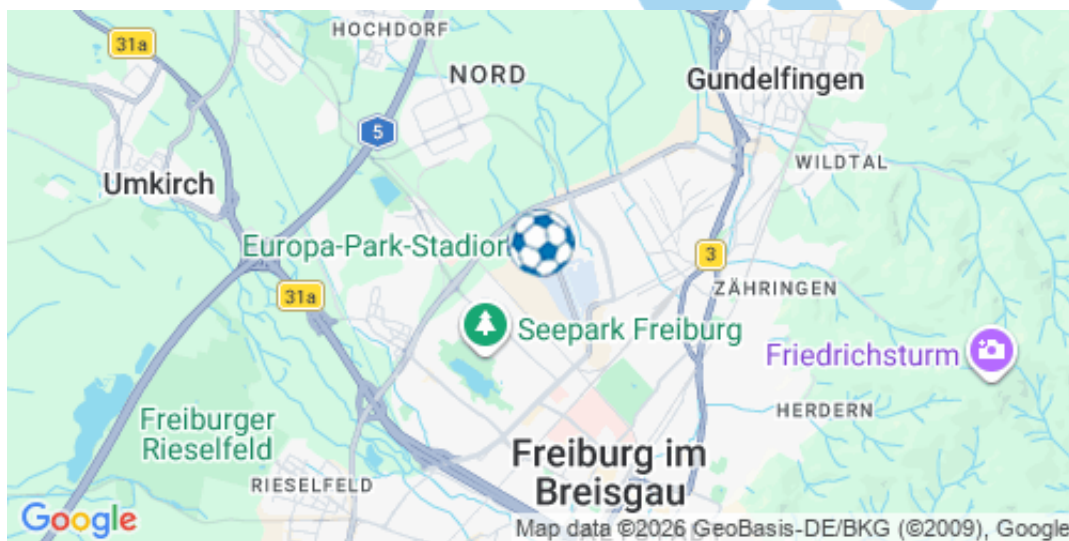 HOCHDORF
31a
NORD
Gundelfingen
5
WILDTAL
Umkirch
Europa-Park-Stadion
3
31a
ZÄHRINGEN
Seepark Freiburg
Friedrichsturm
Freiburger
Rieselfeld
HERDERN
Freiburg im
Breisgau
RIESELFELD
Google
Map data ©2026 GeoBasis-DE/BKG (©2009), Google